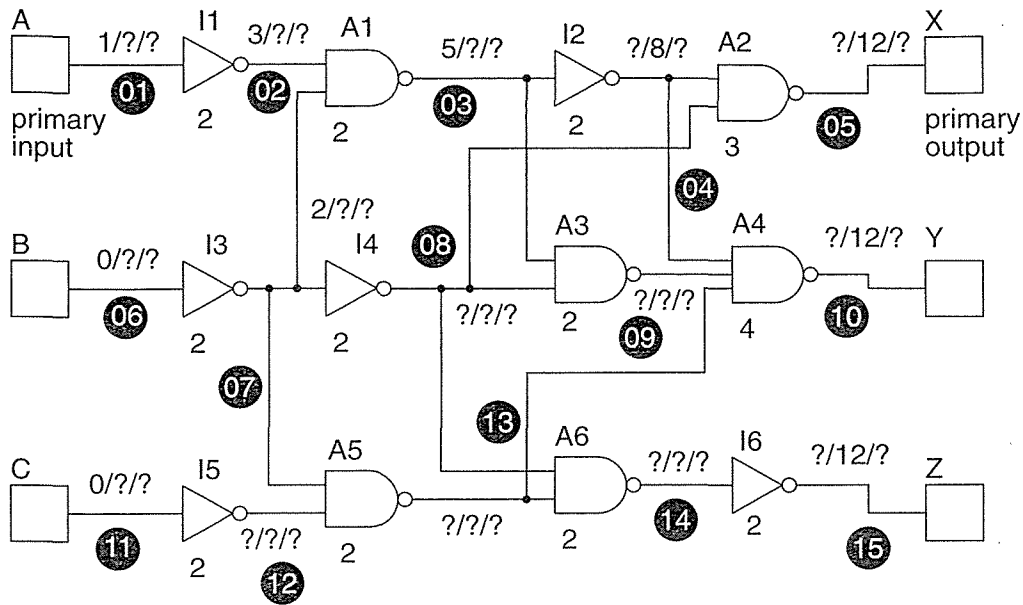 A
I1
A1
I2
A2
X
1/?/?
3/?/?
5/?/?
?/8/?
?/12/?
01
02
03
05
primary
input
2
2
2
3
primary
output
04
B
I3
2/?/?
I4
08
A3
A4
?/12/?
Y
0/?/?
06
?/?/?
?/?/?
10
2
2
2
09
4
07
13
C
I5
A5
A6
I6
?/12/?
Z
0/?/?
?/?/?
?/?/?
?/?/?
11
2
12
2
2
14
2
15